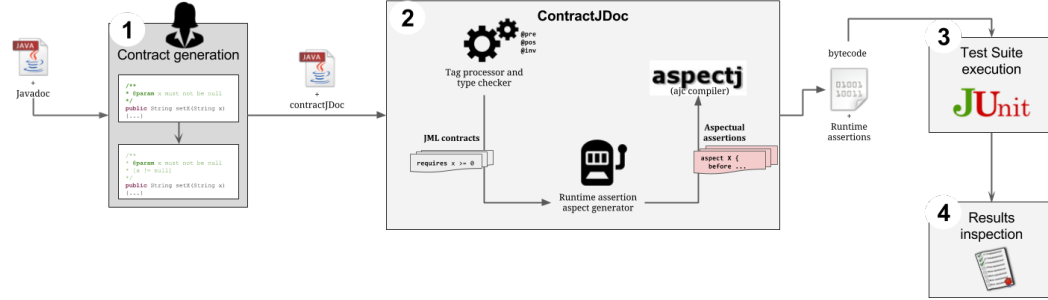 JAVA
+
Javadoc
1
Contract generation
/**
* @param x must not be null
*/
public String setX(String x)
{...}
/**
* @param x must not be null
* [x != null]
*/
public String setX(String x)
{...}
JAVA
+
contractJDoc
2
ContractJDoc
@pre
@pos
@inv
Tag processor and
type checker
JML contracts
requires x >= 0
Runtime assertion
aspect generator
aspectj
(ajc compiler)
Aspectual
assertions
aspect X {
before ...
bytecode
01001
10011
+
Runtime
assertions
3
Test Suite
execution
JUnit
4
Results
inspection